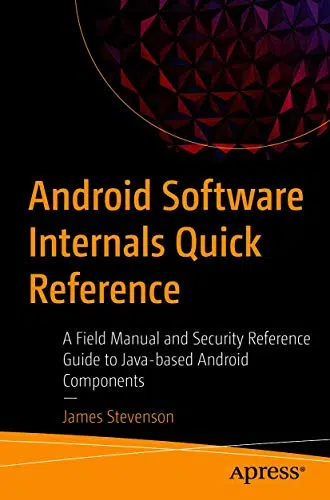 Android Software
Internals Quick
Reference
A Field Manual and Security Reference
Guide to Java-based Android
Components
—
James Stevenson
Apress®